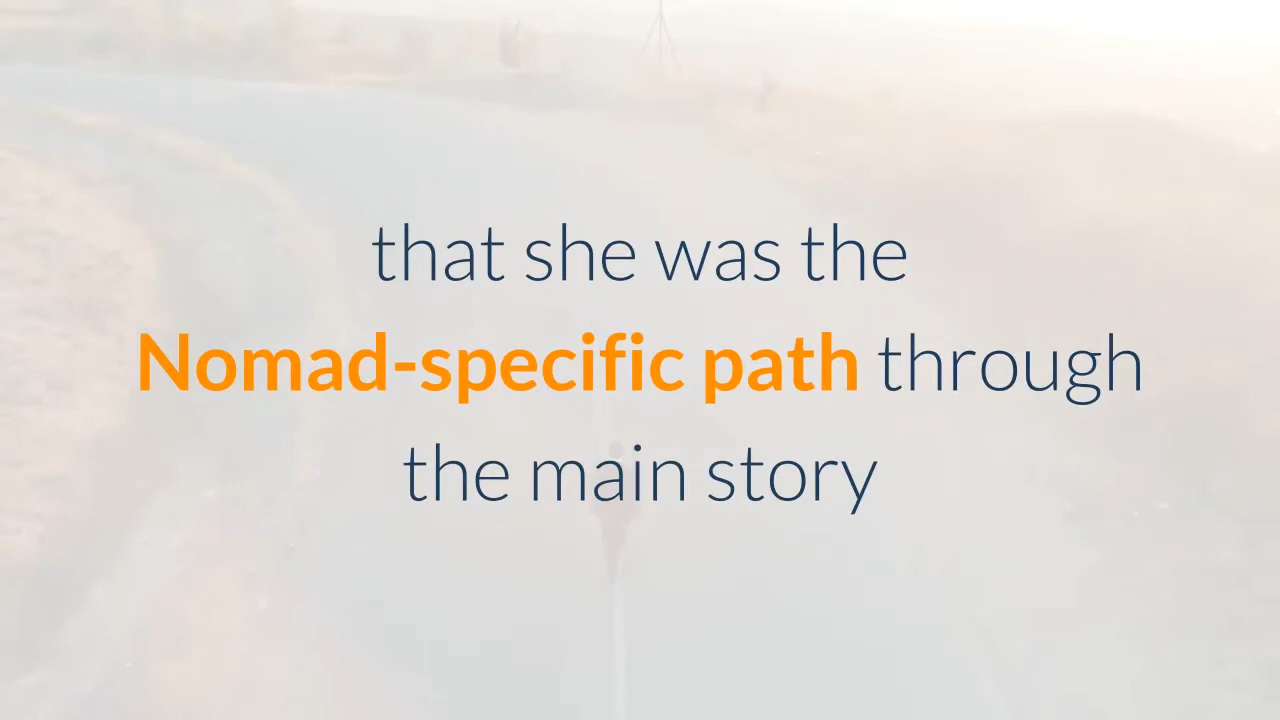 that she was the
Nomad-specific path through
the main story